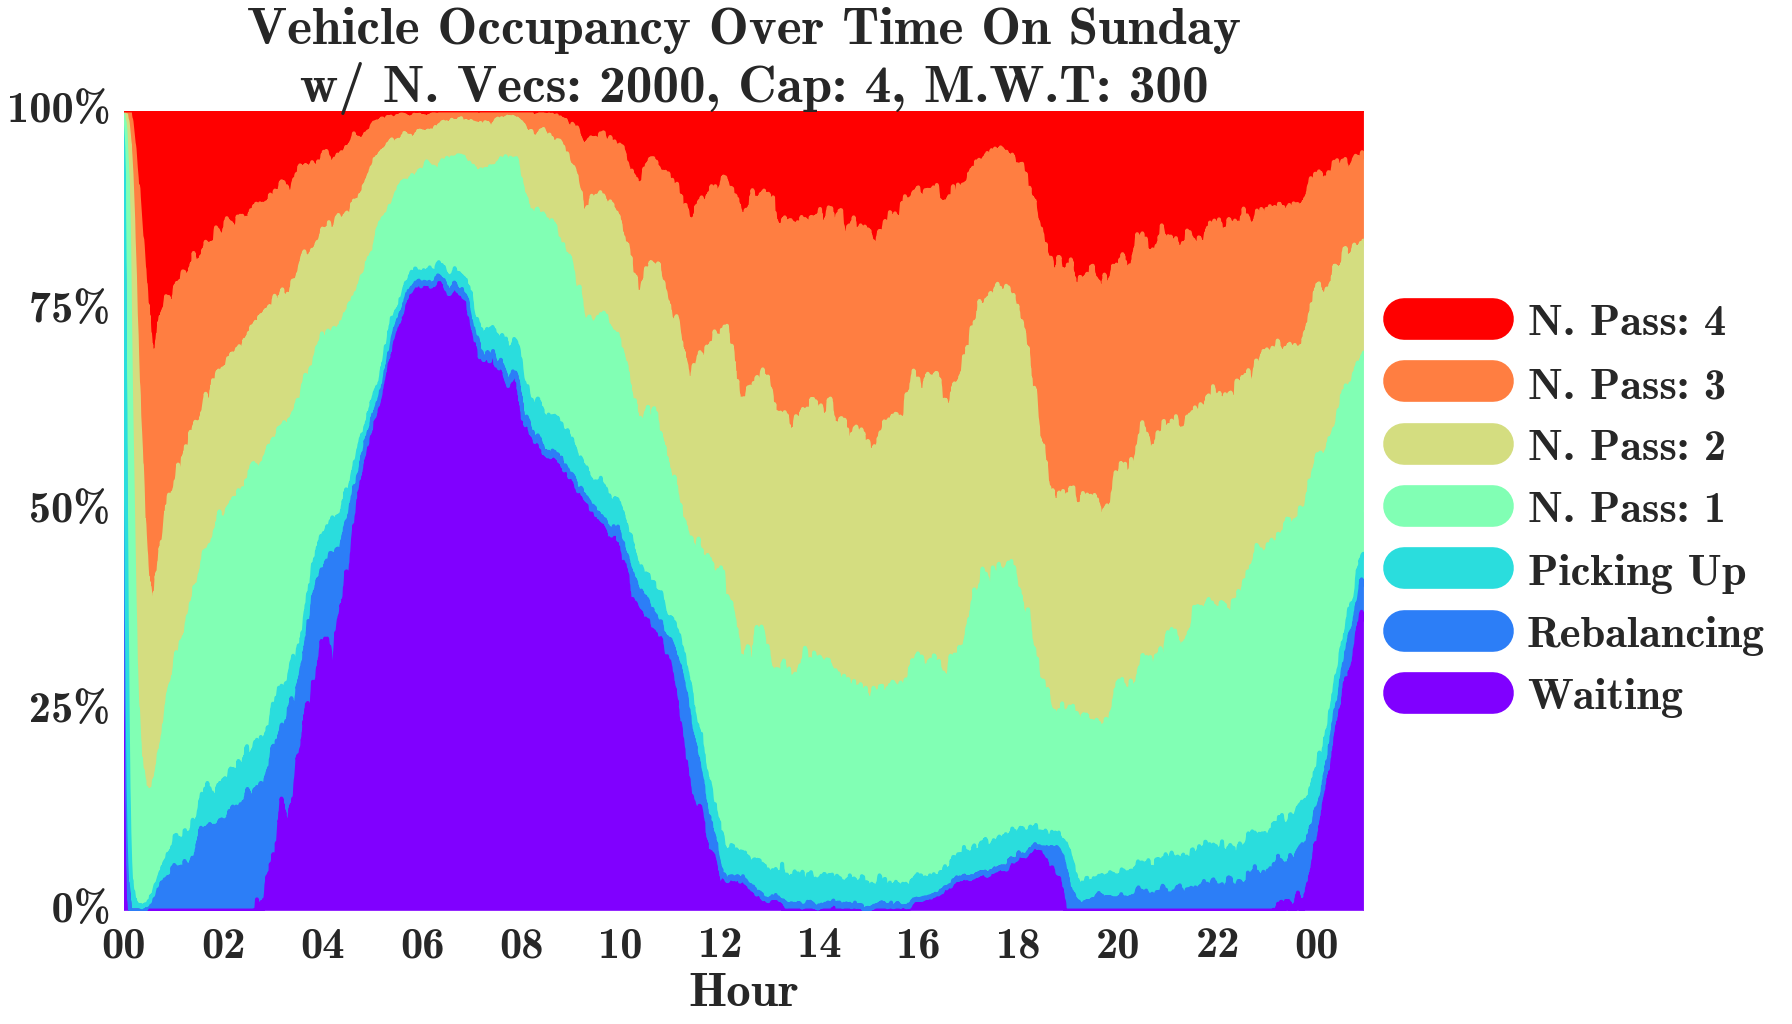 Vehicle Occupancy Over Time On Sunday
w/ N. Vecs: 2000, Cap: 4, M.W.T: 300
100%
75%
50%
25%
0%
00 02 04 06 08 10 12 14 16 18 20 22 00
Hour
N. Pass: 4
N. Pass: 3
N. Pass: 2
N. Pass: 1
Picking Up
Rebalancing
Waiting